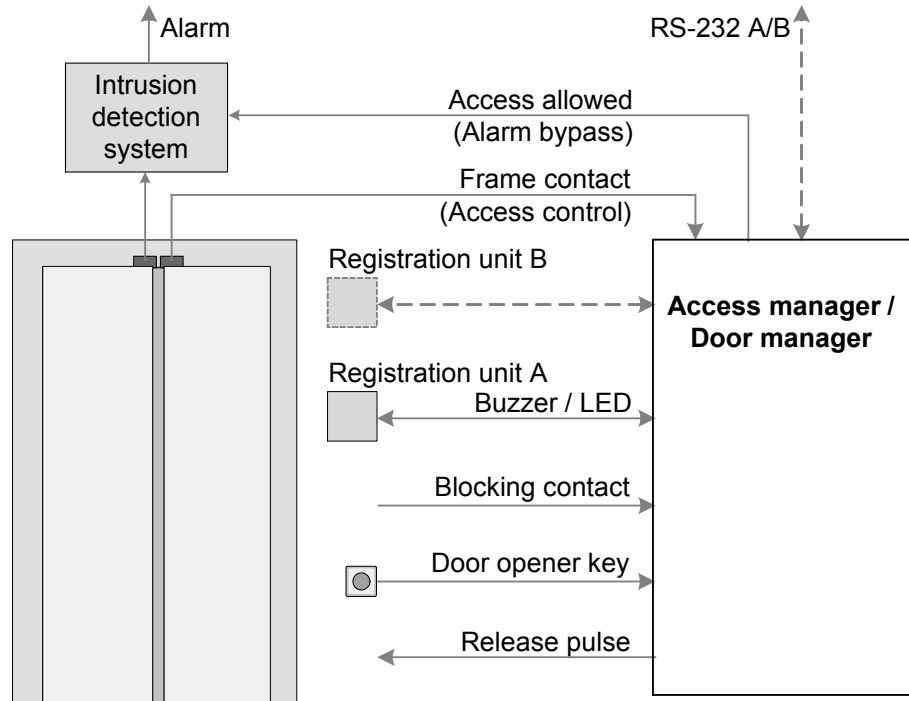 Alarm
RS-232 A/B
Intrusion
detection
system
Access allowed
(Alarm bypass)
Frame contact
(Access control)
Registration unit B
Access manager /
Door manager
Registration unit A
Buzzer / LED
Blocking contact
Door opener key
Release pulse